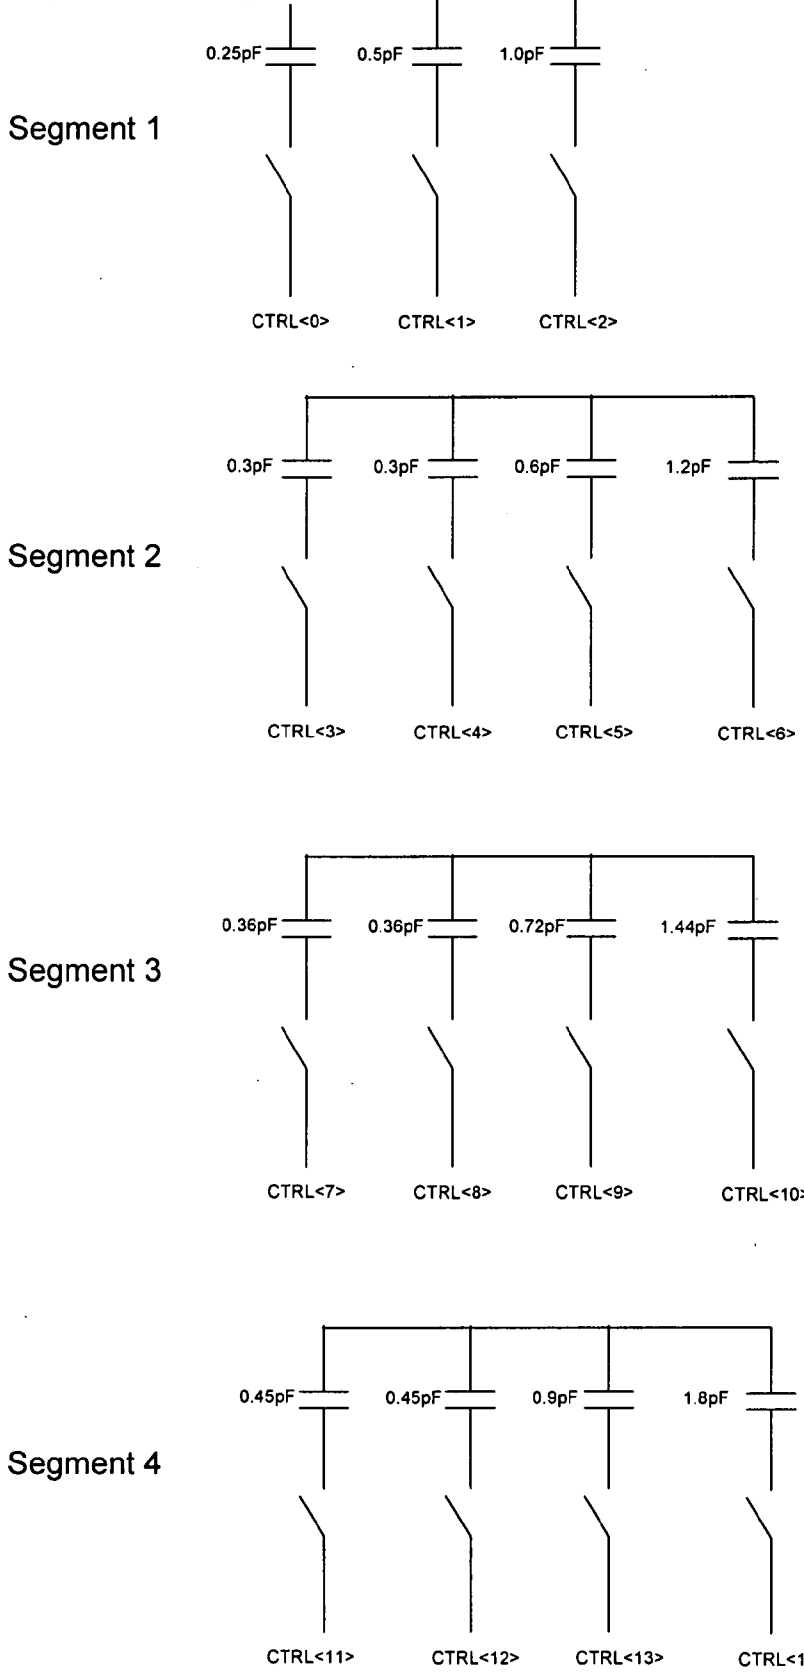 0.25pF 0.5pF 1.0pF
Segment 1
CTRL<0> CTRL<1> CTRL<2>
0.3pF 0.3pF 0.6pF 1.2pF
Segment 2
CTRL<3> CTRL<4> CTRL<5> CTRL<6>
0.36pF 0.36pF 0.72pF 1.44pF
Segment 3
CTRL<7> CTRL<8> CTRL<9> CTRL<10>
0.45pF 0.45pF 0.9pF 1.8pF
Segment 4
CTRL<11> CTRL<12> CTRL<13>